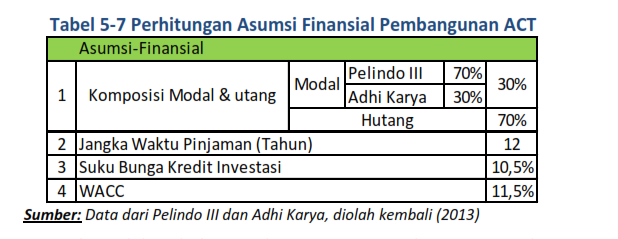 Tabel 5-7 Perhitungan Asumsi Finansial Pembangunan ACT
Asumsi-Finansial
1 Komposisi Modal & utang Modal Pelindo III 70% 30%
Adhi Karya 30%
Hutang 70%
2 Jangka Waktu Pinjaman (Tahun) 12
3 Suku Bunga Kredit Investasi 10,5%
4 WACC 11,5%
Sumber: Data dari Pelindo III dan Adhi Karya, diolah kembali (2013)